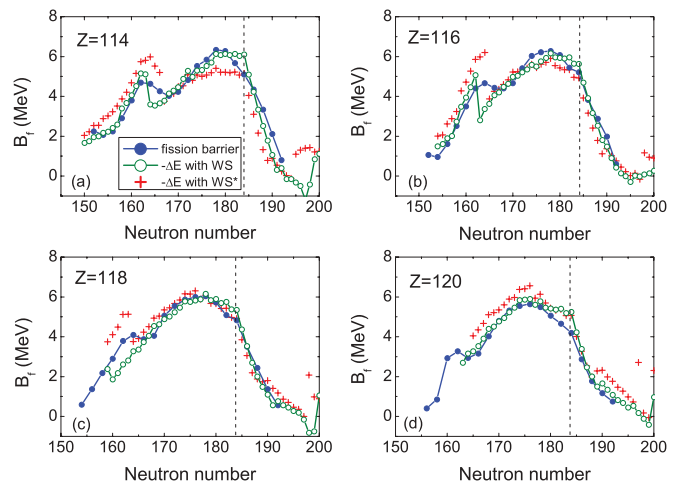 Z=114
B_f (MeV)
8
6
4
2
0
fission barrier
-ΔE with WS
-ΔE with WS*
(a)
150 160 170 180 190 200
Neutron number
Z=116
B_f (MeV)
8
6
4
2
0
(b)
150 160 170 180 190 200
Neutron number
Z=118
B_f (MeV)
8
6
4
2
0
(c)
150 160 170 180 190 200
Neutron number
Z=120
B_f (MeV)
8
6
4
2
0
(d)
150 160 170 180 190 200
Neutron number